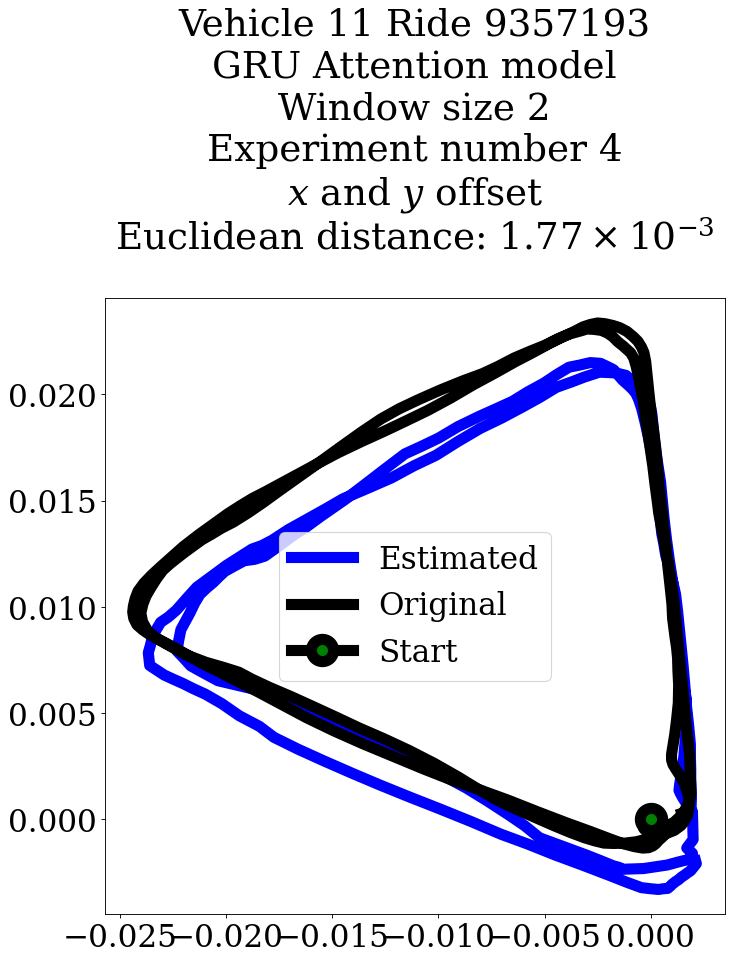 Vehicle 11 Ride 9357193
GRU Attention model
Window size 2
Experiment number 4
x and y offset
Euclidean distance: 1.77 × 10⁻³
0.020
0.015
0.010
0.005
0.000
Estimated
Original
Start
−0.025 −0.020 −0.015 −0.010 −0.005 0.000